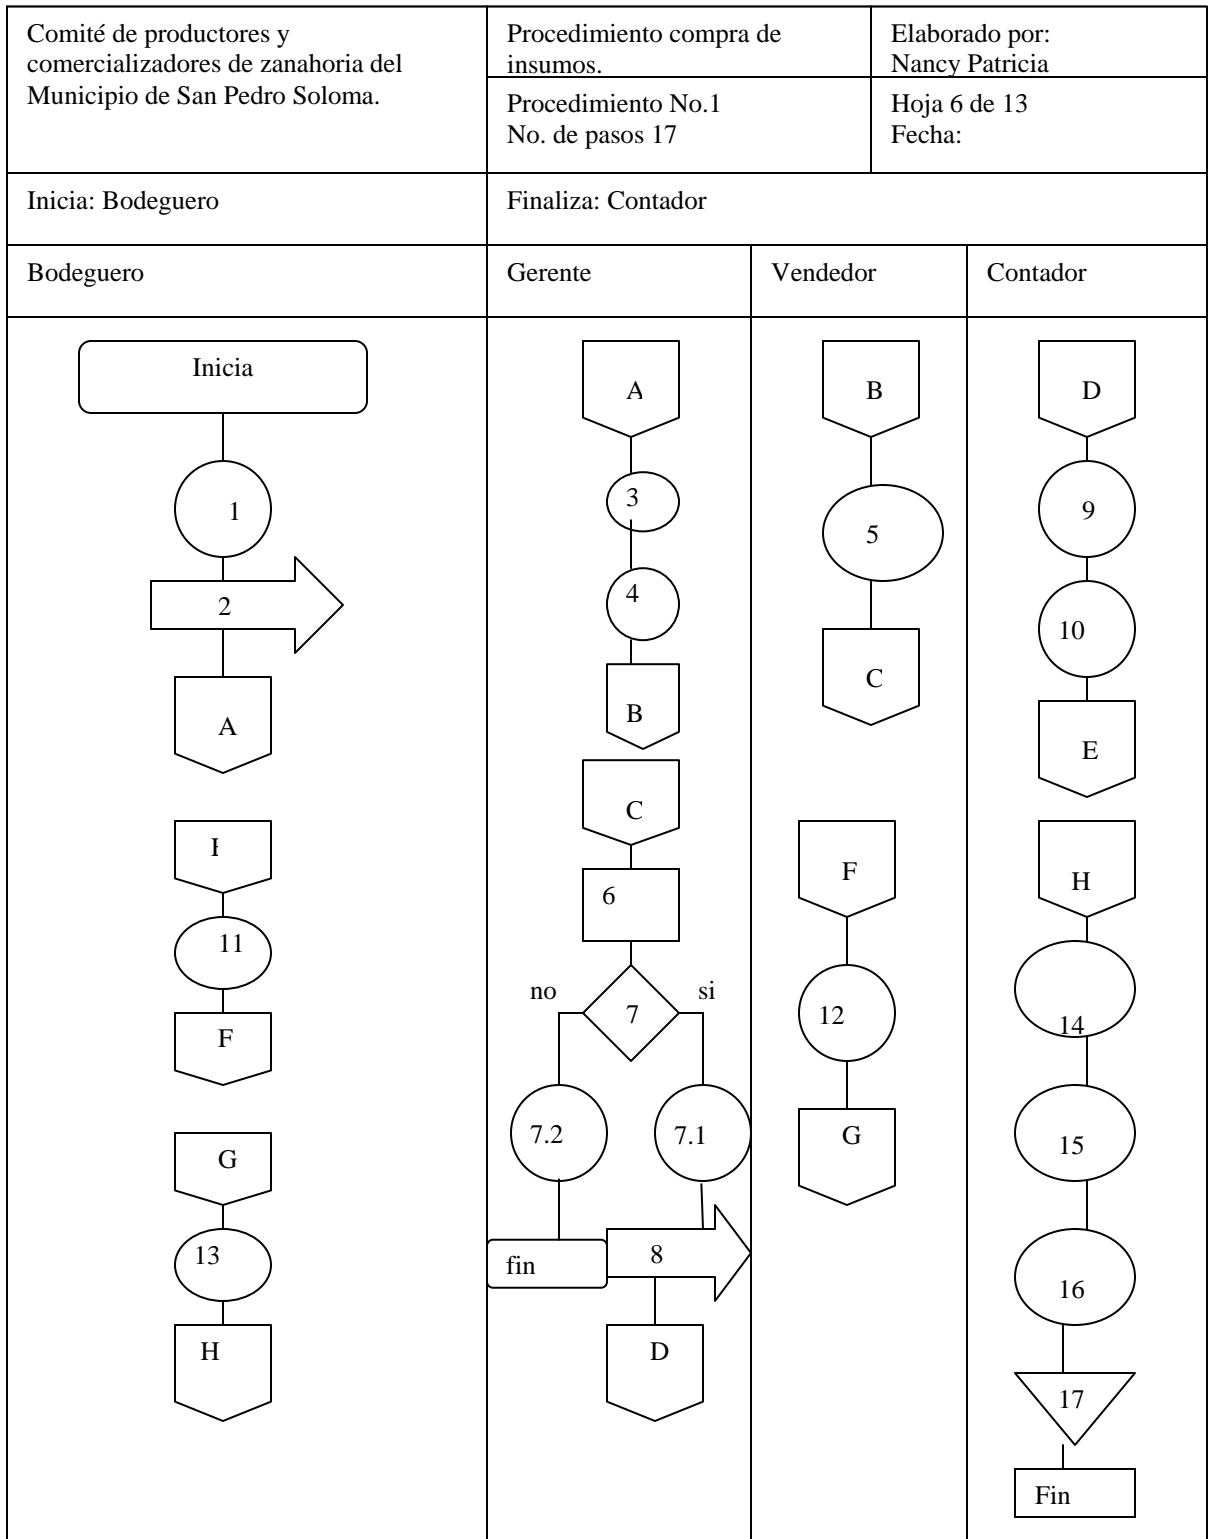 Comité de productores y
comercializadores de zanahoria del
Municipio de San Pedro Soloma.
Procedimiento compra de
insumos.
Elaborado por:
Nancy Patricia
Procedimiento No.1
No. de pasos 17
Hoja 6 de 13
Fecha:
Inicia: Bodeguero
Finaliza: Contador
Bodeguero
Gerente
Vendedor
Contador
Inicia
1
2
A
11
F
G
13
H
A
3
4
B
C
6
no
si
7
7.2
7.1
fin
8
D
B
5
C
F
12
G
D
9
10
E
H
14
15
16
17
Fin